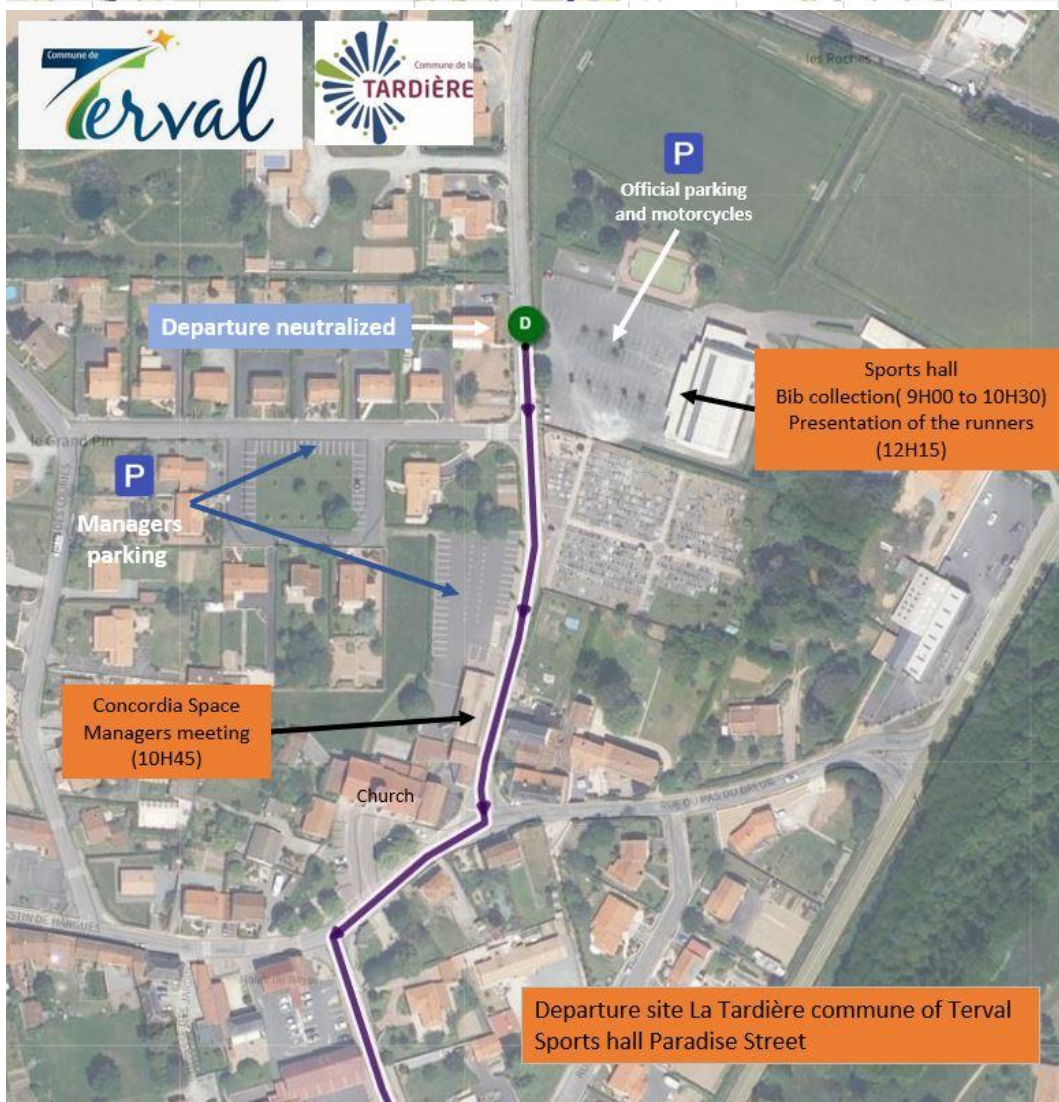 Commune de
Terval
Commune de la
TARDiÈRE
les Roches
P
Official parking
and motorcycles
Departure neutralized
D
Sports hall
Bib collection( 9H00 to 10H30)
Presentation of the runners
(12H15)
le Grand Pin
P
Managers
parking
Concordia Space
Managers meeting
(10H45)
Church
RUE DU PAS DU
DE HANGUES
Departure site La Tardière commune of Terval
Sports hall Paradise Street